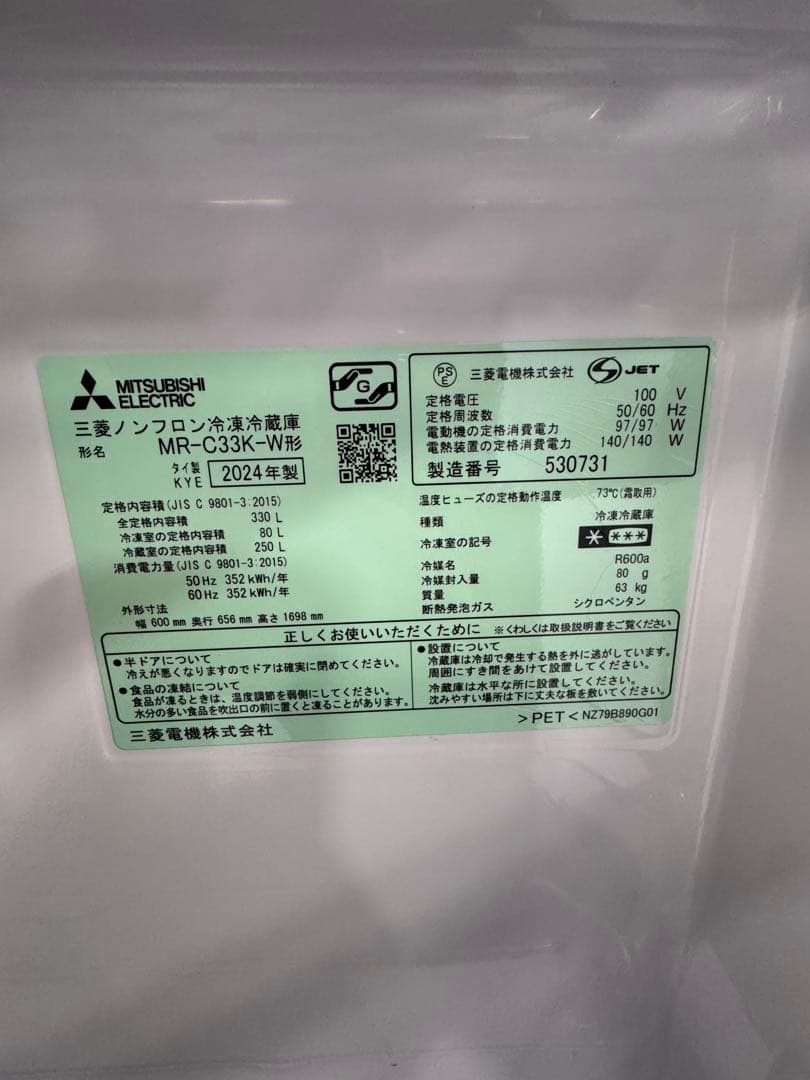 MITSUBISHI
ELECTRIC
G
三菱ノンフロン冷凍冷蔵庫
形名 MR-C33K-W形
タイ製
KYE
2024年製
PS
E
三菱電機株式会社
JET
定格電圧 100 V
定格周波数 50/60 Hz
電動機の定格消費電力 97/97 W
電熱装置の定格消費電力 140/140 W
製造番号 530731
定格内容積(JIS C 9801-3:2015)
全定格内容積 330 L
冷凍室の定格内容積 80 L
冷蔵室の定格内容積 250 L
消費電力量(JIS C 9801-3:2015)
50 Hz 352 kWh/年
60 Hz 352 kWh/年
外形寸法
幅 600 mm 奥行 656 mm 高さ 1698 mm
温度ヒューズの定格動作温度 73℃(霜取用)
種類 冷凍冷蔵庫
冷凍室の記号 * ***
冷媒名 R600a
冷媒封入量 80 g
質量 63 kg
断熱発泡ガス シクロペンタン
正しくお使いいただくために ※くわしくは取扱説明書をご覧ください
●半ドアについて
冷えが悪くなりますのでドアは確実に閉めてください。
●食品の凍結について
食品が凍るときは、温度調節を弱側にしてください。
水分の多い食品を吹出口の前に置くと凍ることがあります。
●設置について
冷蔵庫は冷却で発生する熱を外に逃がしています。
周囲にすき間をあけて設置してください。
冷蔵庫は水平な所に設置してください。
沈みやすい場所は下に丈夫な板を敷いてください。
三菱電機株式会社
>PET< NZ79B890G01